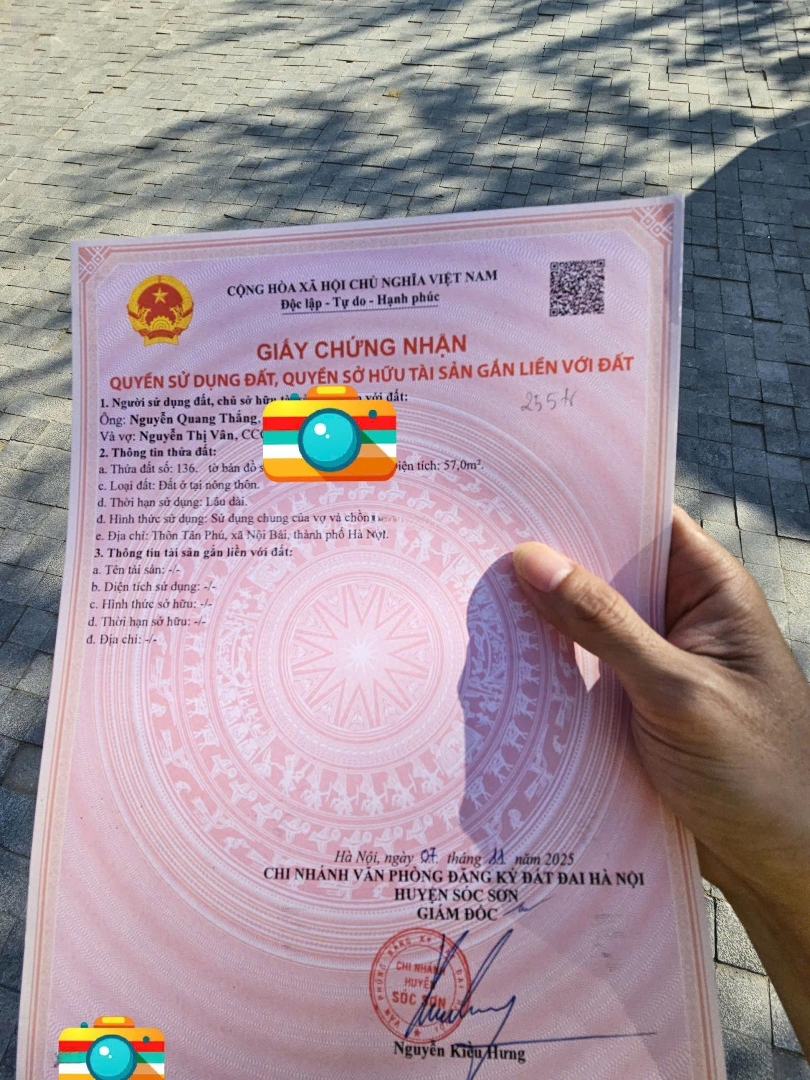 CỘNG HÒA XÃ HỘI CHỦ NGHĨA VIỆT NAM
Độc lập - Tự do - Hạnh phúc
GIẤY CHỨNG NHẬN
QUYỀN SỬ DỤNG ĐẤT, QUYỀN SỞ HỮU TÀI SẢN GẮN LIỀN VỚI ĐẤT
1. Người sử dụng đất, chủ sở hữu với đất:
255tr
Ông: Nguyễn Quang Thắng,
Và vợ: Nguyễn Thị Vân,
2. Thông tin thửa đất:
a. Thửa đất số: 136, tờ bản đồ diện tích: 57,0m².
c. Loại đất: Đất ở tại nông thôn.
d. Thời hạn sử dụng: Lâu dài.
đ. Hình thức sử dụng: Sử dụng chung của vợ và chồn
e. Địa chỉ: Thôn Tân Phú, xã Nội Bài, thành phố Hà Nội.
3. Thông tin tài sản gắn liền với đất:
a. Tên tài sản: -/-
b. Diện tích sử dụng: -/-
c. Hình thức sở hữu: -/-
d. Thời hạn sở hữu: -/-
đ. Địa chỉ: -/-
Hà Nội, ngày 07 tháng 11 năm 2025
CHI NHÁNH VĂN PHÒNG ĐĂNG KÝ ĐẤT ĐAI HÀ NỘI
HUYỆN SÓC SƠN
GIÁM ĐỐC
CHI NHÁNH
HUYỆN
SÓC SƠN
Nguyễn Kiều Hưng